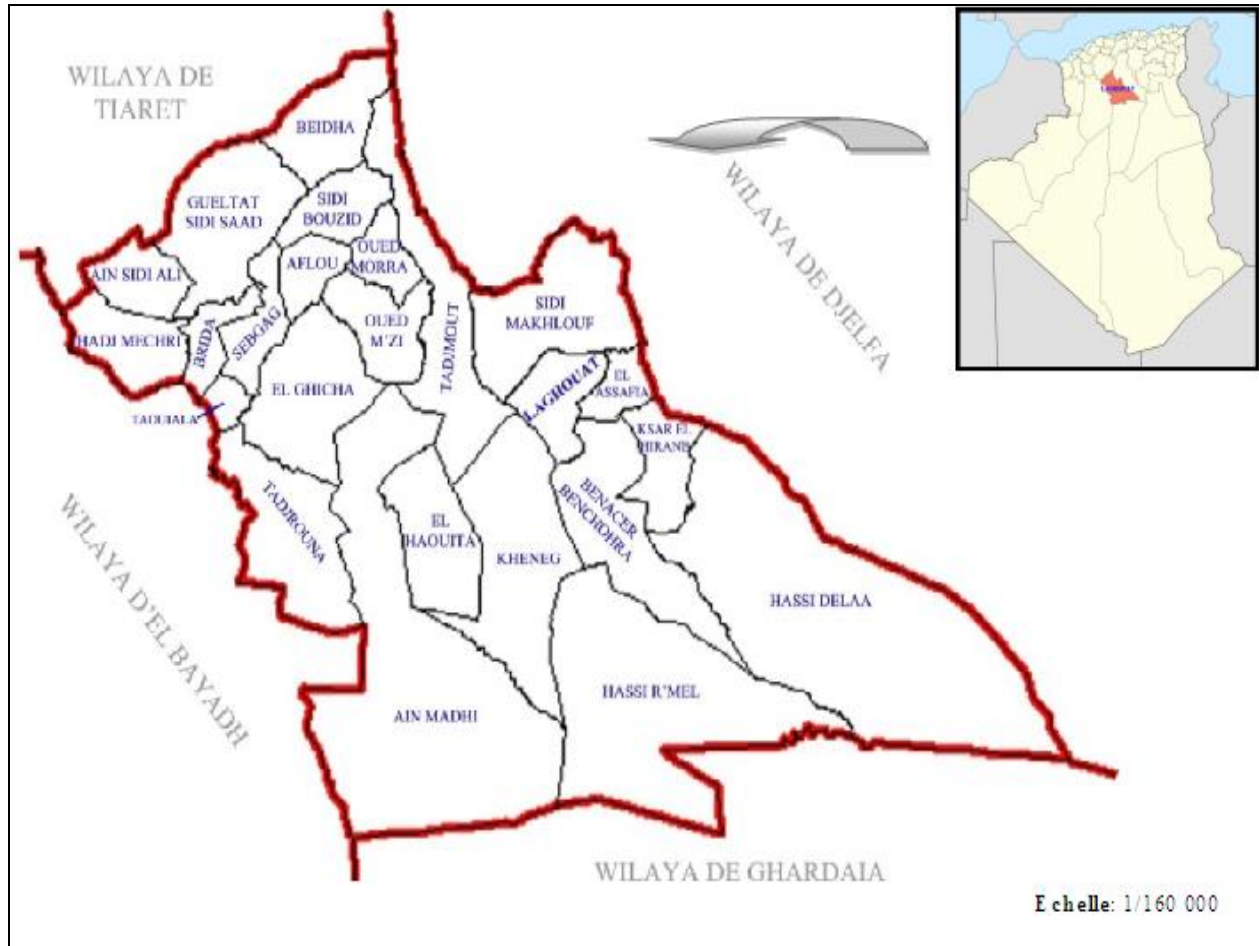 WILAYA DE
TIARET
BEIDHA
GUELTAT
SIDI SAAD
SIDI
BOUZID
AFLOU
OUED
MORRA
AIN SIDI ALI
HADJ MECHRI
BRIDA
SEBGAG
OUED
M'ZI
TADJMOUT
SIDI
MAKHLOUF
EL GHICHA
LAGHOUAT
EL
ASSAFIA
TAOUIALA
KSAR EL
HIRANE
TADJROUNA
EL
HAOUITA
KHENEG
BENACER
BENCHOHRA
HASSI DELAA
HASSI R'MEL
AIN MADHI
WILAYA DE DJELFA
WILAYA D'EL BAYADH
WILAYA DE GHARDAIA
LAGHOUAT
Echelle: 1/160 000